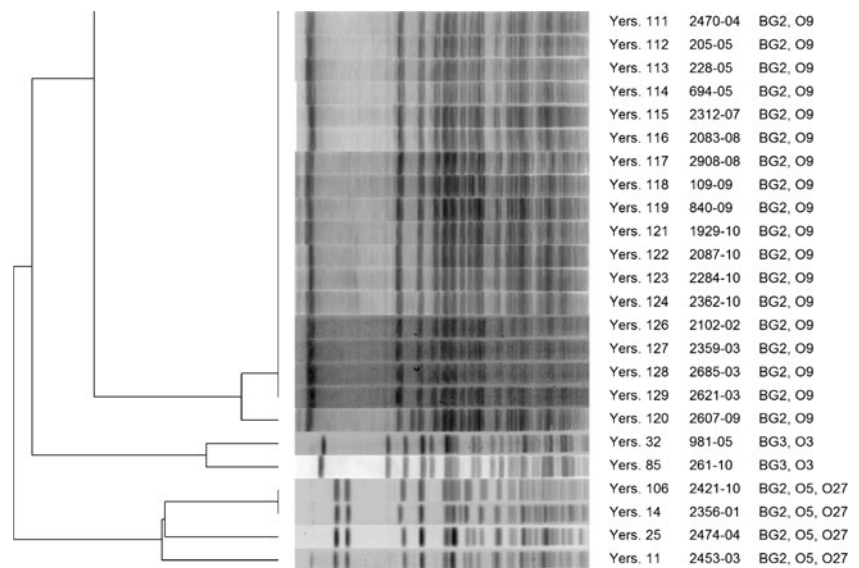 Yers. 111 2470-04 BG2, O9
Yers. 112 205-05 BG2, O9
Yers. 113 228-05 BG2, O9
Yers. 114 694-05 BG2, O9
Yers. 115 2312-07 BG2, O9
Yers. 116 2083-08 BG2, O9
Yers. 117 2908-08 BG2, O9
Yers. 118 109-09 BG2, O9
Yers. 119 840-09 BG2, O9
Yers. 121 1929-10 BG2, O9
Yers. 122 2087-10 BG2, O9
Yers. 123 2284-10 BG2, O9
Yers. 124 2362-10 BG2, O9
Yers. 126 2102-02 BG2, O9
Yers. 127 2359-03 BG2, O9
Yers. 128 2685-03 BG2, O9
Yers. 129 2621-03 BG2, O9
Yers. 120 2607-09 BG2, O9
Yers. 32 981-05 BG3, O3
Yers. 85 261-10 BG3, O3
Yers. 106 2421-10 BG2, O5, O27
Yers. 14 2356-01 BG2, O5, O27
Yers. 25 2474-04 BG2, O5, O27
Yers. 11 2453-03 BG2, O5, O27